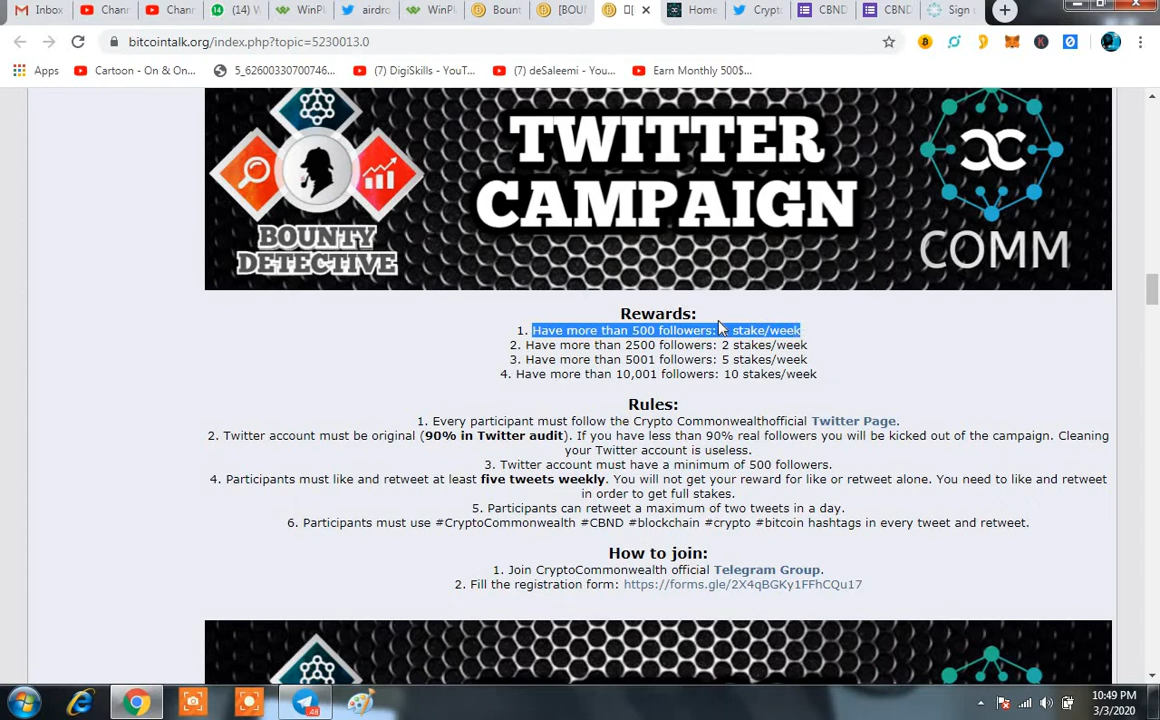 Inbox
Chann
Chann
(14) W
WinPl
airdro
WinPl
Bount
[BOUN
[
Home
Crypt
CBND
CBND
Sign
bitcointalk.org/index.php?topic=5230013.0
Apps
Cartoon - On & On...
5_62600330700746...
(7) DigiSkills - YouT...
(7) deSaleemi - You...
Earn Monthly 500$...
TWITTER
CAMPAIGN
BOUNTY
DETECTIVE
COMM
Rewards:
1. Have more than 500 followers: stake/week
2. Have more than 2500 followers: 2 stakes/week
3. Have more than 5001 followers: 5 stakes/week
4. Have more than 10,001 followers: 10 stakes/week
Rules:
1. Every participant must follow the Crypto Commonwealthofficial Twitter Page.
2. Twitter account must be original (90% in Twitter audit). If you have less than 90% real followers you will be kicked out of the campaign. Cleaning
your Twitter account is useless.
3. Twitter account must have a minimum of 500 followers.
4. Participants must like and retweet at least five tweets weekly. You will not get your reward for like or retweet alone. You need to like and retweet
in order to get full stakes.
5. Participants can retweet a maximum of two tweets in a day.
6. Participants must use #CryptoCommonwealth #CBND #blockchain #crypto #bitcoin hashtags in every tweet and retweet.
How to join:
1. Join CryptoCommonwealth official Telegram Group.
2. Fill the registration form: https://forms.gle/2X4qBGKy1FFhCQu17
48
10:49 PM
3/3/2020